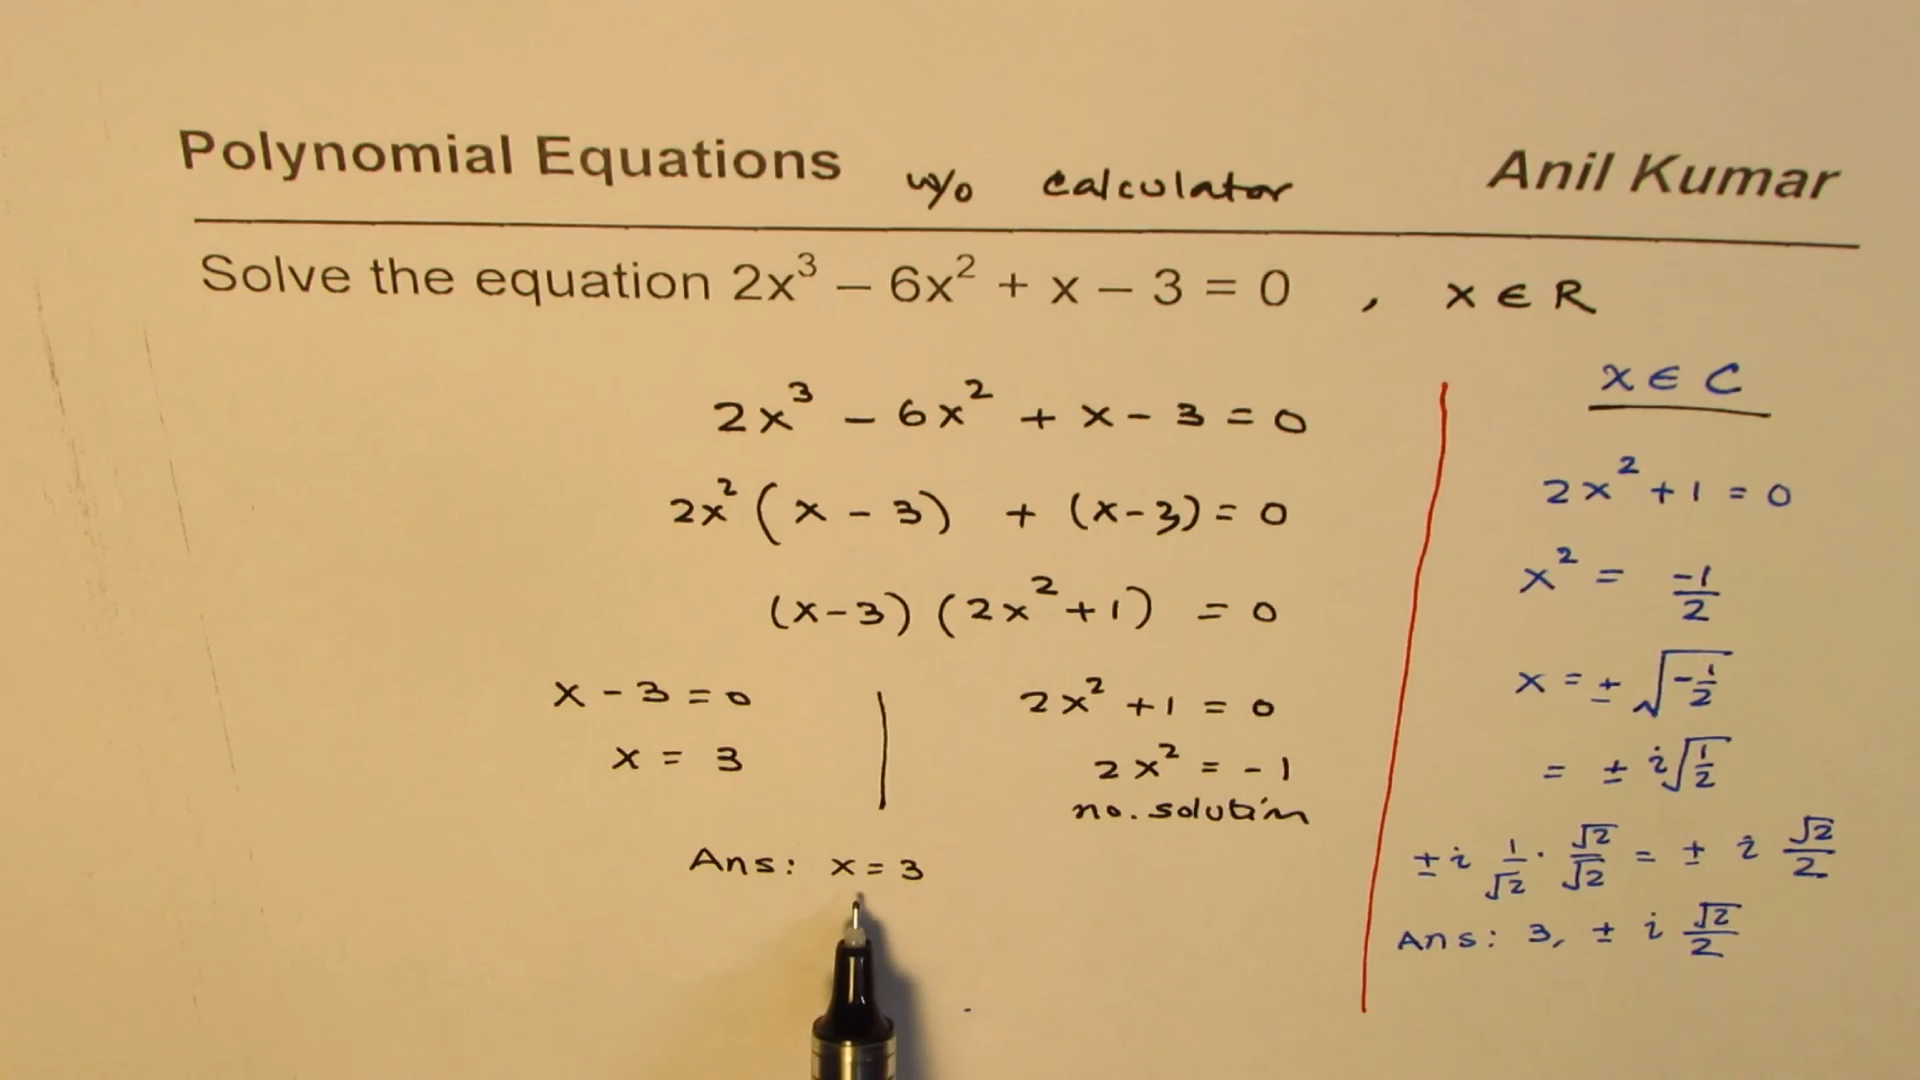 Polynomial Equations w/o calculator Anil Kumar
Solve the equation 2x³ – 6x² + x – 3 = 0 , x ∈ R
2x³ - 6x² + x - 3 = 0
2x² (x - 3) + (x-3) = 0
(x-3) (2x² + 1) = 0
x - 3 = 0
x = 3
2x² + 1 = 0
2x² = -1
no. solution
Ans: x = 3
x ∈ C
2x² + 1 = 0
x² = -1/2
x = ± √(-1/2)
= ± i√(1/2)
± i 1/√2 · √2/√2 = ± i √2/2
Ans: 3, ± i √2/2